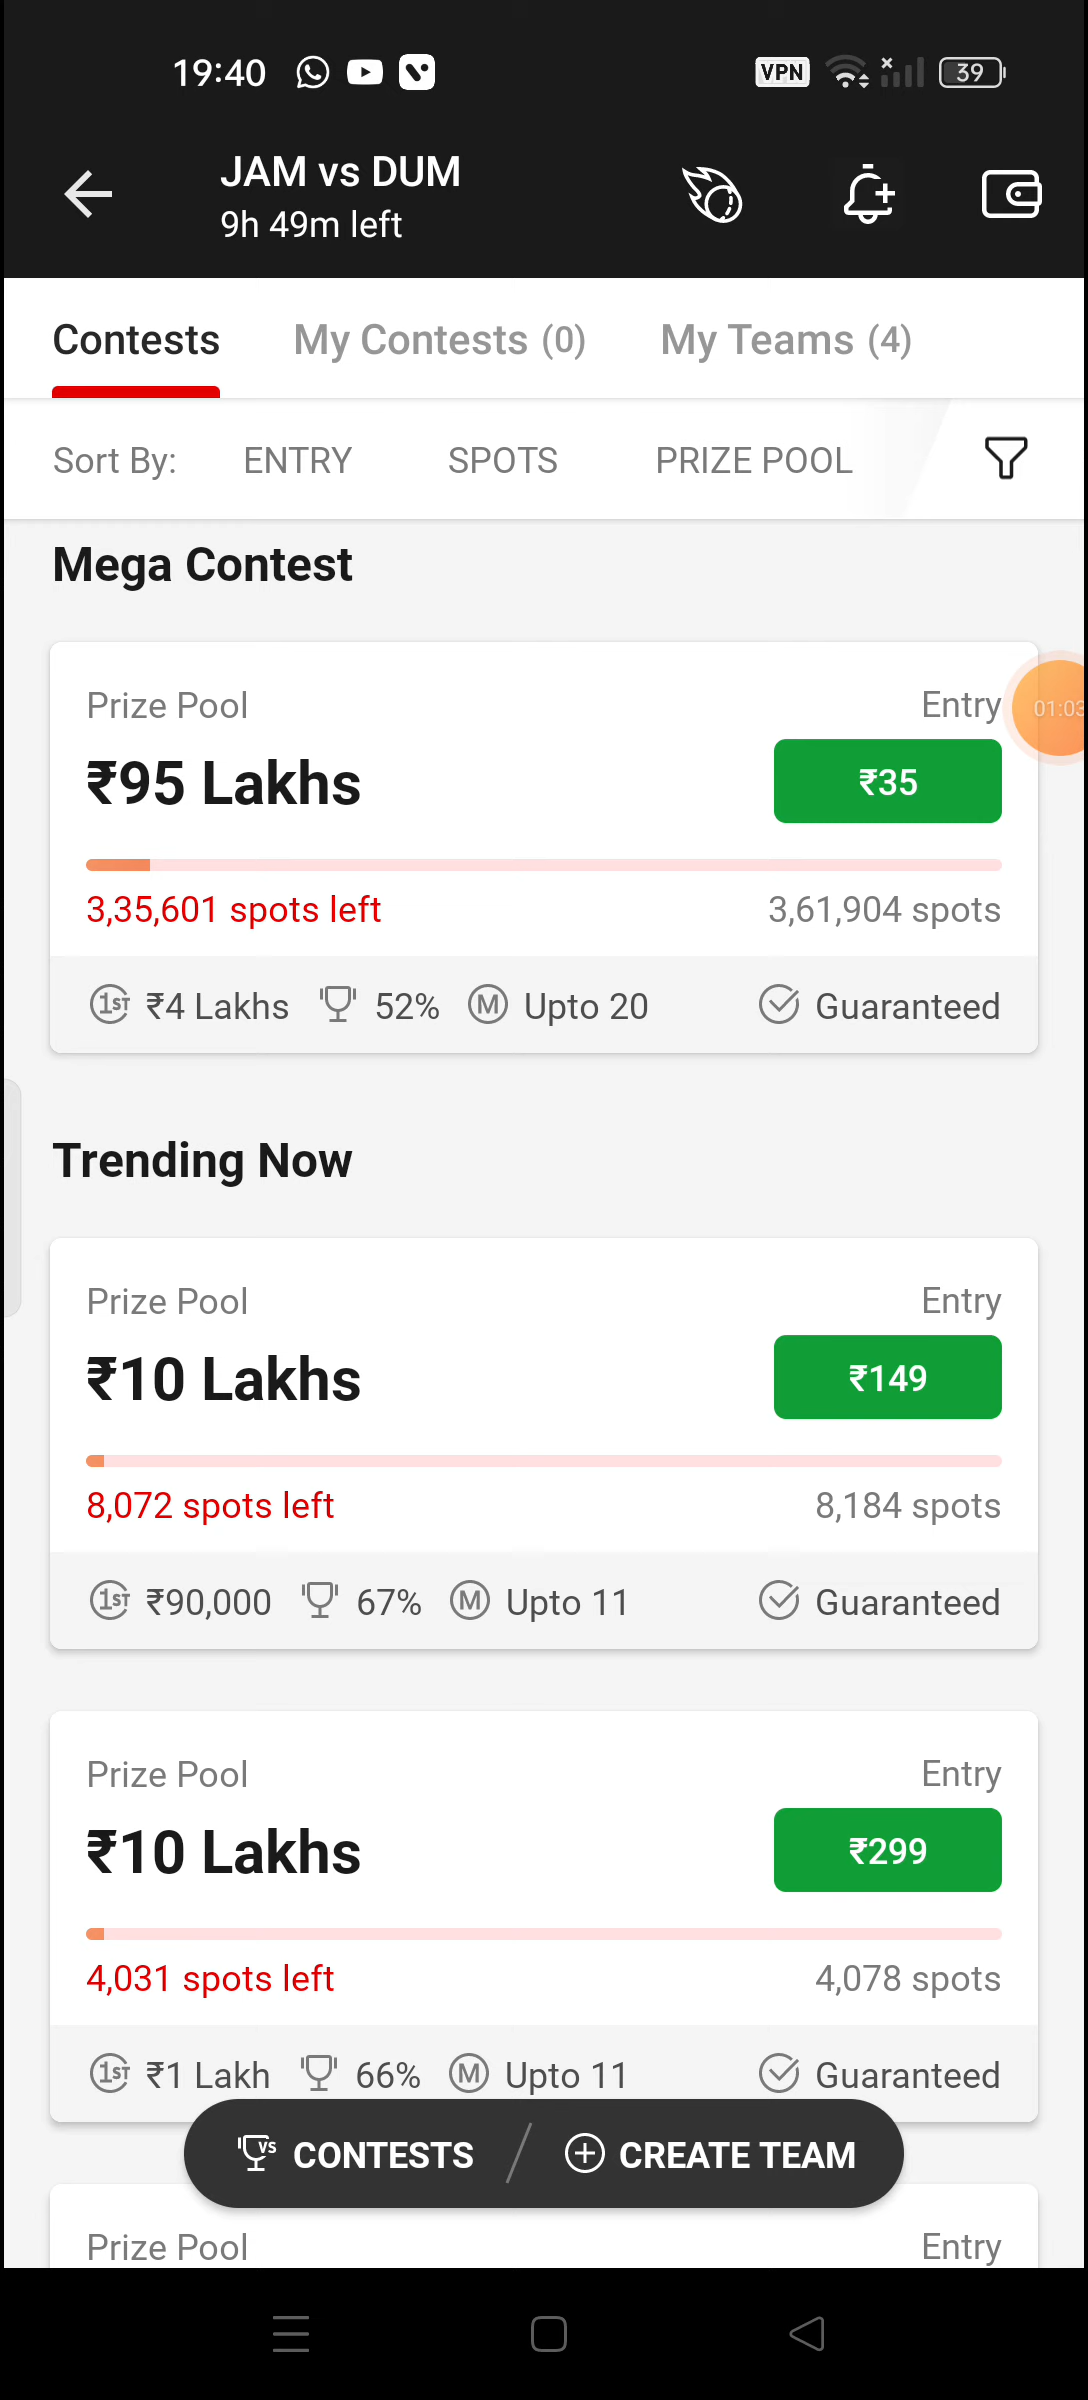 19:40 VPN 39
JAM vs DUM
9h 49m left
Contests My Contests (0) My Teams (4)
Sort By: ENTRY SPOTS PRIZE POOL
Mega Contest
Prize Pool Entry
01:03
₹95 Lakhs ₹35
3,35,601 spots left 3,61,904 spots
1ST ₹4 Lakhs 52% M Upto 20 Guaranteed
Trending Now
Prize Pool Entry
₹10 Lakhs ₹149
8,072 spots left 8,184 spots
1ST ₹90,000 67% M Upto 11 Guaranteed
Prize Pool Entry
₹10 Lakhs ₹299
4,031 spots left 4,078 spots
1ST ₹1 Lakh 66% M Upto 11 Guaranteed
VS CONTESTS CREATE TEAM
Prize Pool Entry